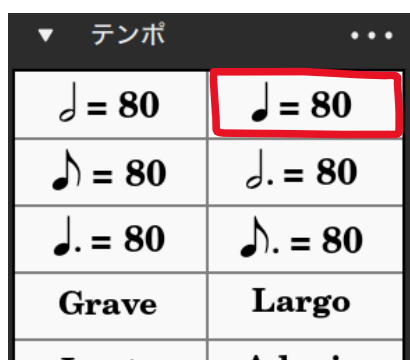 テンポ
𝅗𝅥 = 80 ♩ = 80
♪ = 80 𝅗𝅥. = 80
♩. = 80 ♪. = 80
Grave Largo